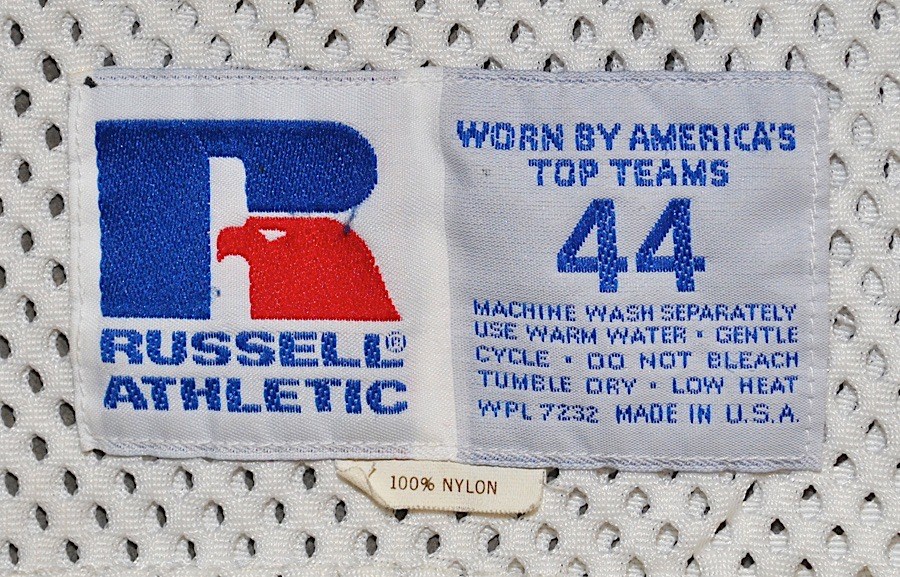 RUSSELL®
ATHLETIC
WORN BY AMERICA'S
TOP TEAMS
44
MACHINE WASH SEPARATELY
USE WARM WATER · GENTLE
CYCLE · DO NOT BLEACH
TUMBLE DRY · LOW HEAT
WPL 7232 MADE IN U.S.A.
100% NYLON